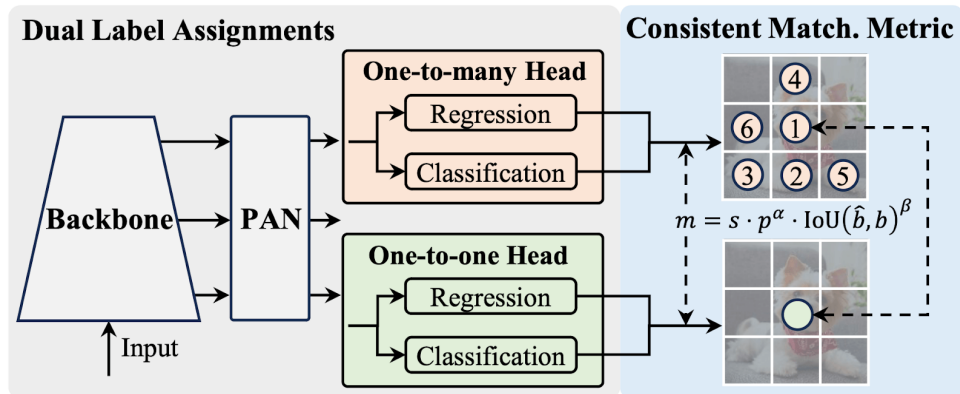 Dual Label Assignments
Consistent Match. Metric
One-to-many Head
Regression
Classification
Backbone
PAN
Input
One-to-one Head
Regression
Classification
4
6 1
3 2 5
m = s · p^α · IoU(b̂, b)^β